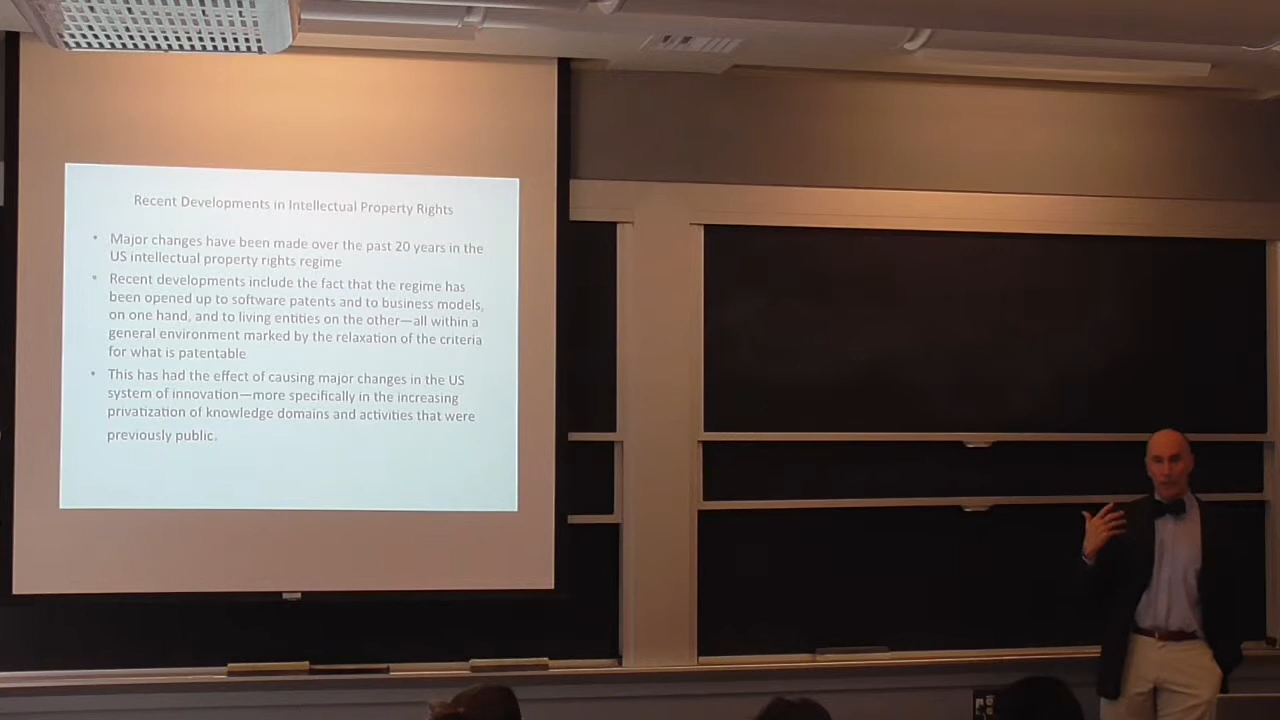 Recent Developments in Intellectual Property Rights
• Major changes have been made over the past 20 years in the
US intellectual property rights regime
• Recent developments include the fact that the regime has
been opened up to software patents and to business models,
on one hand, and to living entities on the other—all within a
general environment marked by the relaxation of the criteria
for what is patentable
• This has had the effect of causing major changes in the US
system of innovation—more specifically in the increasing
privatization of knowledge domains and activities that were
previously public.